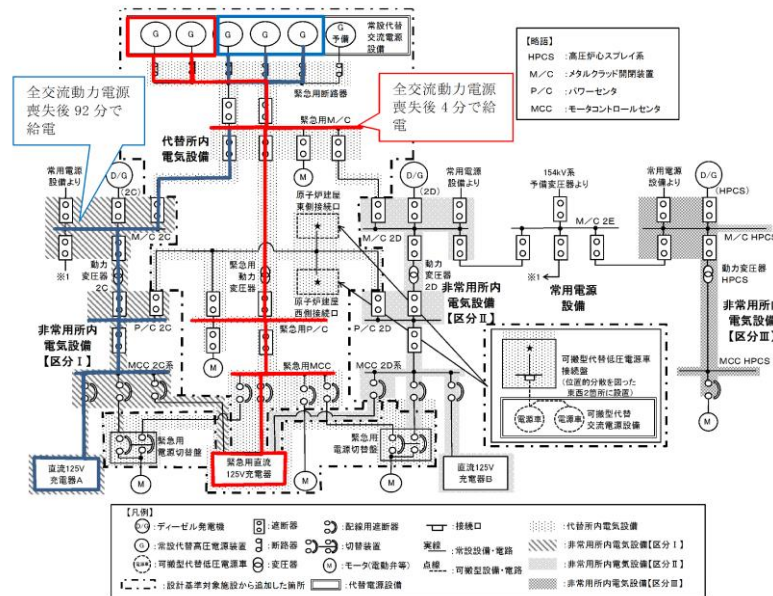 G
G
G
G
G
G
予備
常設代替
交流電源
設備
【略語】
HPCS :高圧炉心スプレイ系
M/C :メタルクラッド開閉装置
P/C :パワーセンタ
MCC :モータコントロールセンタ
緊急用断路器
全交流動力電源
喪失後 92 分で
給電
全交流動力電源
喪失後 4 分で給
電
緊急用M/C
代替所内
電気設備
常用電源
設備より
D/G
(2C)
M
原子炉建屋
東側接続口
D/G
(2D)
常用電源
設備より
154kV系
予備変圧器より
常用電源
設備より
D/G
(HPCS)
M/C 2C
M/C 2D
M/C 2E
M/C HPCS
※1
動力
変圧器
2C
緊急用
動力
変圧器
原子炉建屋
西側接続口
動力
変圧器
2D
非常用所内
電気設備
【区分Ⅱ】
※1
常用電源
設備
動力変圧器
HPCS
非常用所内
電気設備
【区分Ⅲ】
P/C 2C
緊急用P/C
P/C 2D
非常用所内
電気設備
【区分Ⅰ】
M
MCC 2C系
緊急用MCC
MCC 2D系
MCC HPCS
可搬型代替低圧電源車
接続盤
(位置的分散を図った
東西2箇所に設置)
電源車
電源車
可搬型代替
交流電源設備
M
緊急用
電源切替盤
緊急用
電源切替盤
直流125V
充電器A
M
緊急用直流
125V充電器
M
M
直流125V
充電器B
【凡例】
D/G :ディーゼル発電機
:遮断器
:配線用遮断器
:接続口
:代替所内電気設備
G :常設代替高圧電源装置
:断路器
:切替装置
実線 :常設設備・電路
:非常用所内電気設備【区分Ⅰ】
電源車 :可搬型代替低圧電源車
:変圧器
M :モータ(電動弁等)
点線 :可搬型設備・電路
:非常用所内電気設備【区分Ⅱ】
:設計基準対象施設から追加した箇所
:代替電源設備
:非常用所内電気設備【区分Ⅲ】